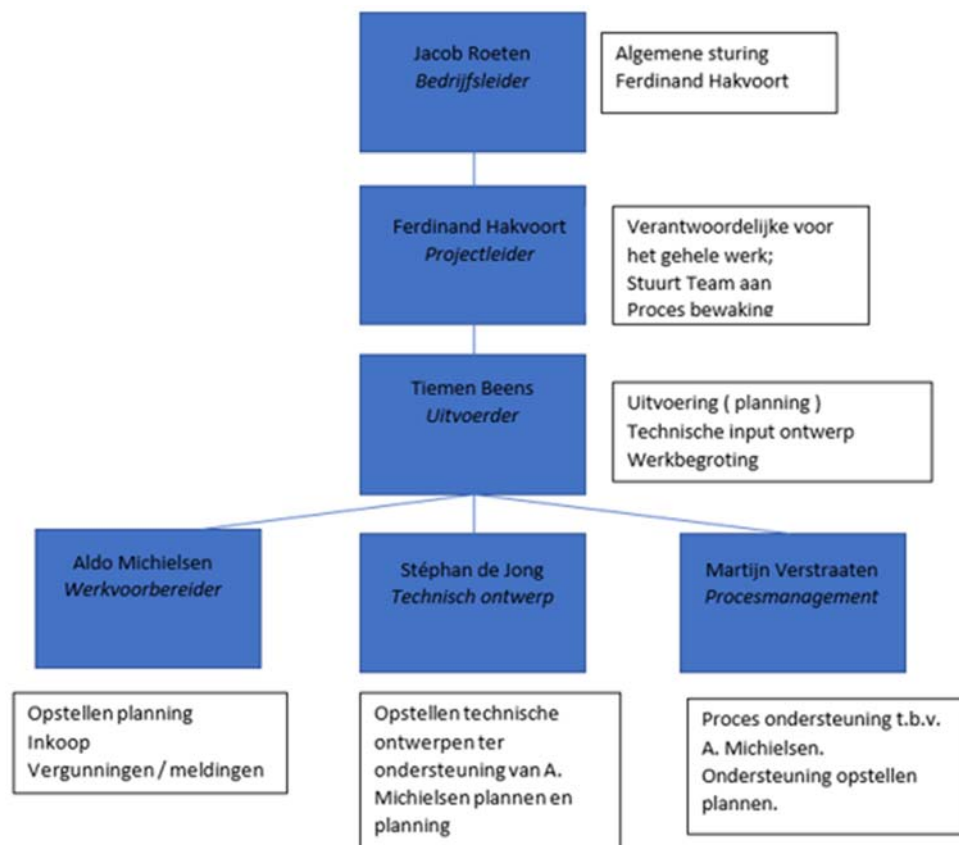 Jacob Roeten
Bedrijfsleider
Algemene sturing
Ferdinand Hakvoort
Ferdinand Hakvoort
Projectleider
Verantwoordelijke voor
het gehele werk;
Stuurt Team aan
Proces bewaking
Tiemen Beens
Uitvoerder
Uitvoering ( planning )
Technische input ontwerp
Werkbegroting
Aldo Michielsen
Werkvoorbereider
Stéphan de Jong
Technisch ontwerp
Martijn Verstraaten
Procesmanagement
Opstellen planning
Inkoop
Vergunningen / meldingen
Opstellen technische
ontwerpen ter
ondersteuning van A.
Michielsen plannen en
planning
Proces ondersteuning t.b.v.
A. Michielsen.
Ondersteuning opstellen
plannen.